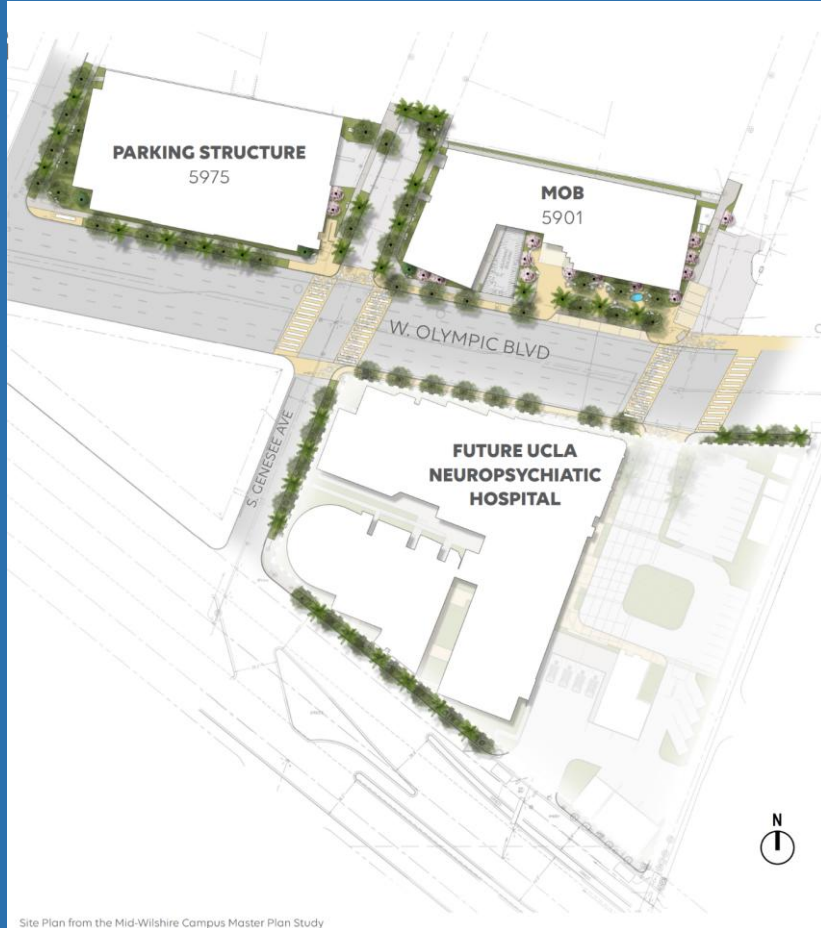 PARKING STRUCTURE
5975
MOB
5901
W. OLYMPIC BLVD
S. GENESEE AVE
FUTURE UCLA
NEUROPSYCHIATIC
HOSPITAL
N
Site Plan from the Mid-Wilshire Campus Master Plan Study